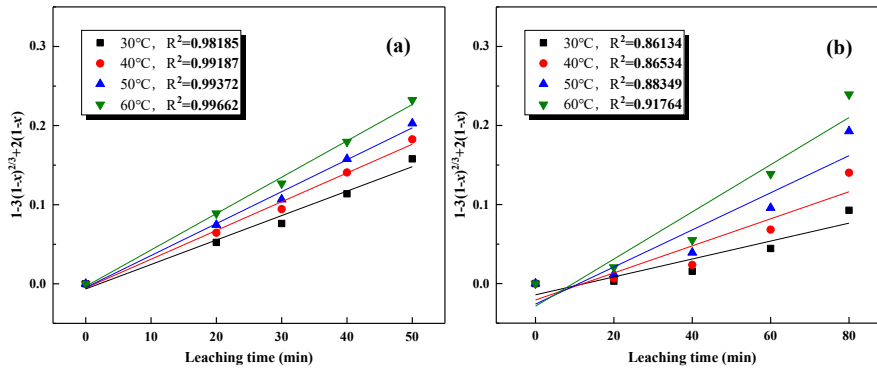 (a)
30°C, R²=0.98185
40°C, R²=0.99187
50°C, R²=0.99372
60°C, R²=0.99662
1-3(1-x)^2/3+2(1-x)
0.3
0.2
0.1
0.0
0 10 20 30 40 50
Leaching time (min)
(b)
30°C, R²=0.86134
40°C, R²=0.86534
50°C, R²=0.88349
60°C, R²=0.91764
1-3(1-x)^2/3+2(1-x)
0.3
0.2
0.1
0.0
0 20 40 60 80
Leaching time (min)